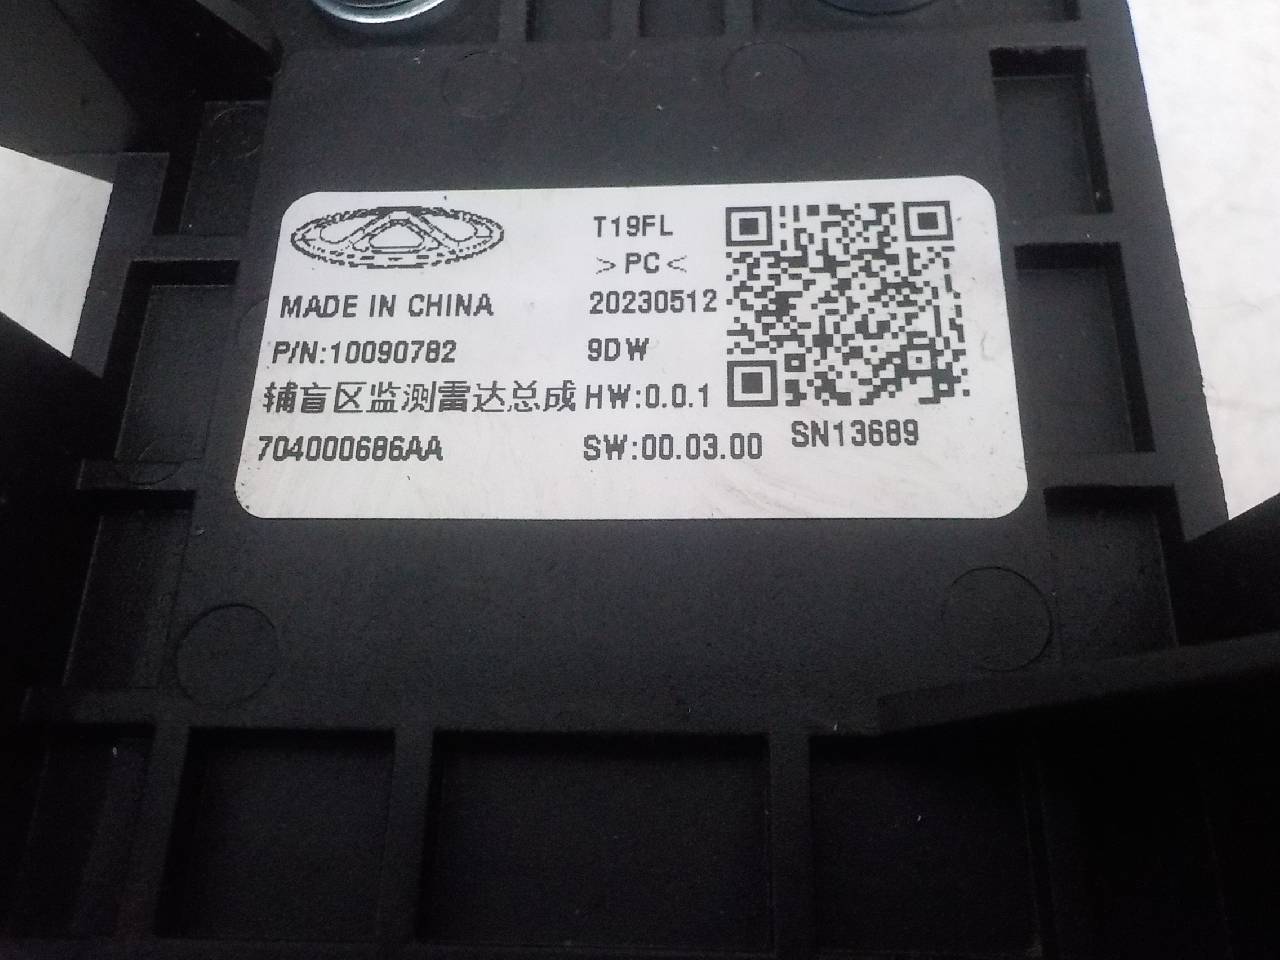 T19FL
>PC<
MADE IN CHINA 20230512
P/N:10090782 9DW
辅盲区监测雷达总成 HW:0.0.1
704000686AA SW:00.03.00 SN13689